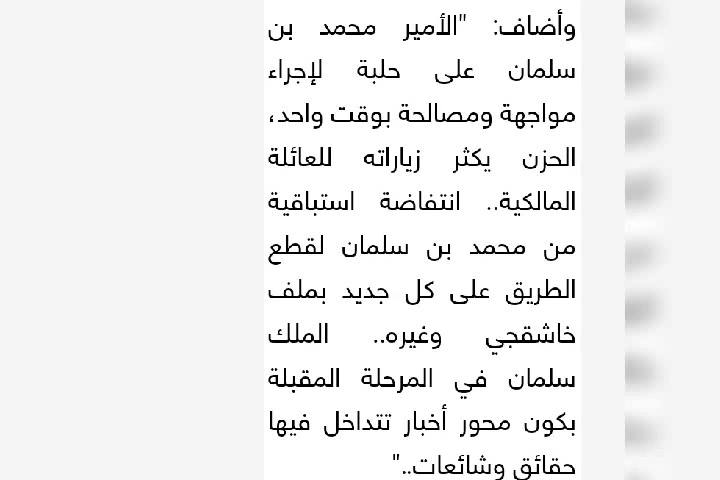 وأضاف: "الأمير محمد بن
سلمان على حلبة لإجراء
مواجهة ومصالحة بوقت واحد،
الحزن يكثر زياراته للعائلة
المالكية.. انتفاضة استباقية
من محمد بن سلمان لقطع
الطريق على كل جديد بملف
خاشقجي وغيره.. الملك
سلمان في المرحلة المقبلة
بكون محور أخبار تتداخل فيها
حقائق وشائعات.."